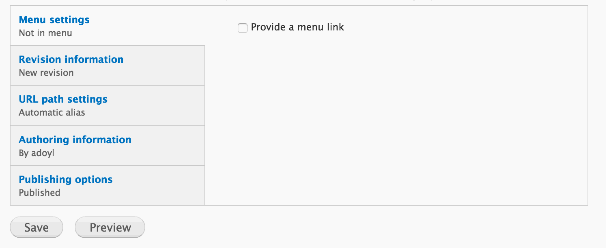 Menu settings
Not in menu
Provide a menu link
Revision information
New revision
URL path settings
Automatic alias
Authoring information
By adoyl
Publishing options
Published
Save
Preview